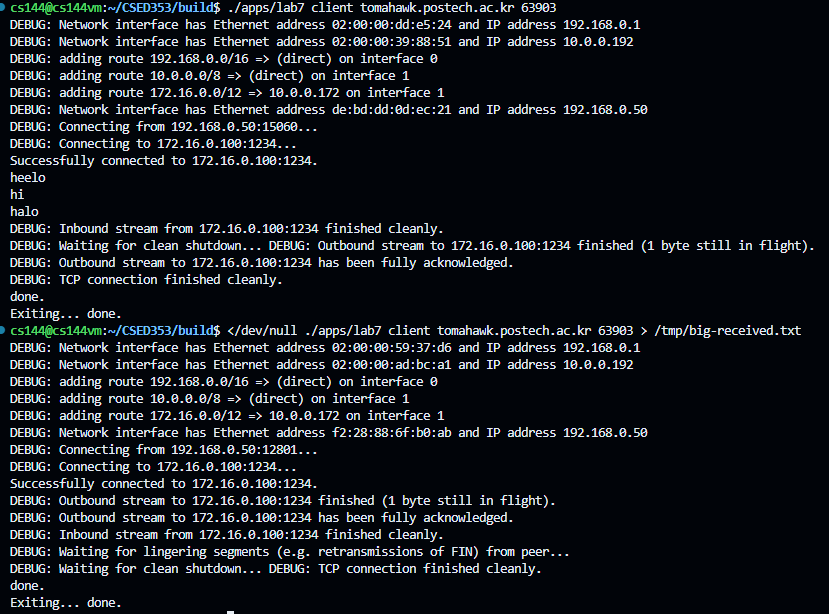 cs144@cs144vm:~/CSED353/build$ ./apps/lab7 client tomahawk.postech.ac.kr 63903
DEBUG: Network interface has Ethernet address 02:00:00:dd:e5:24 and IP address 192.168.0.1
DEBUG: Network interface has Ethernet address 02:00:00:39:88:51 and IP address 10.0.0.192
DEBUG: adding route 192.168.0.0/16 => (direct) on interface 0
DEBUG: adding route 10.0.0.0/8 => (direct) on interface 1
DEBUG: adding route 172.16.0.0/12 => 10.0.0.172 on interface 1
DEBUG: Network interface has Ethernet address de:bd:dd:0d:ec:21 and IP address 192.168.0.50
DEBUG: Connecting from 192.168.0.50:15060...
DEBUG: Connecting to 172.16.0.100:1234...
Successfully connected to 172.16.0.100:1234.
heelo
hi
halo
DEBUG: Inbound stream from 172.16.0.100:1234 finished cleanly.
DEBUG: Waiting for clean shutdown... DEBUG: Outbound stream to 172.16.0.100:1234 finished (1 byte still in flight).
DEBUG: Outbound stream to 172.16.0.100:1234 has been fully acknowledged.
DEBUG: TCP connection finished cleanly.
done.
Exiting... done.
cs144@cs144vm:~/CSED353/build$ </dev/null ./apps/lab7 client tomahawk.postech.ac.kr 63903 > /tmp/big-received.txt
DEBUG: Network interface has Ethernet address 02:00:00:59:37:d6 and IP address 192.168.0.1
DEBUG: Network interface has Ethernet address 02:00:00:ad:bc:a1 and IP address 10.0.0.192
DEBUG: adding route 192.168.0.0/16 => (direct) on interface 0
DEBUG: adding route 10.0.0.0/8 => (direct) on interface 1
DEBUG: adding route 172.16.0.0/12 => 10.0.0.172 on interface 1
DEBUG: Network interface has Ethernet address f2:28:88:6f:b0:ab and IP address 192.168.0.50
DEBUG: Connecting from 192.168.0.50:12801...
DEBUG: Connecting to 172.16.0.100:1234...
Successfully connected to 172.16.0.100:1234.
DEBUG: Outbound stream to 172.16.0.100:1234 finished (1 byte still in flight).
DEBUG: Outbound stream to 172.16.0.100:1234 has been fully acknowledged.
DEBUG: Inbound stream from 172.16.0.100:1234 finished cleanly.
DEBUG: Waiting for lingering segments (e.g. retransmissions of FIN) from peer...
DEBUG: Waiting for clean shutdown... DEBUG: TCP connection finished cleanly.
done.
Exiting... done.